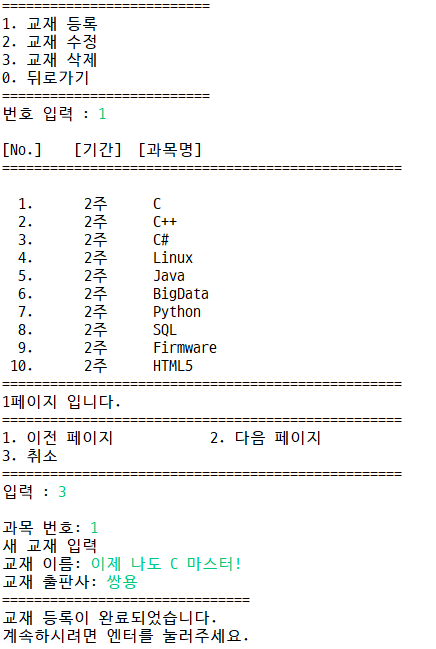 ==========================
1. 교재 등록
2. 교재 수정
3. 교재 삭제
0. 뒤로가기
==========================
번호 입력 : 1
[No.] [기간] [과목명]
==================================================
1. 2주 C
2. 2주 C++
3. 2주 C#
4. 2주 Linux
5. 2주 Java
6. 2주 BigData
7. 2주 Python
8. 2주 SQL
9. 2주 Firmware
10. 2주 HTML5
==================================================
1페이지 입니다.
==================================================
1. 이전 페이지 2. 다음 페이지
3. 취소
==================================================
입력 : 3
과목 번호: 1
새 교재 입력
교재 이름: 이제 나도 C 마스터!
교재 출판사: 쌍용
===============================
교재 등록이 완료되었습니다.
계속하시려면 엔터를 눌러주세요.